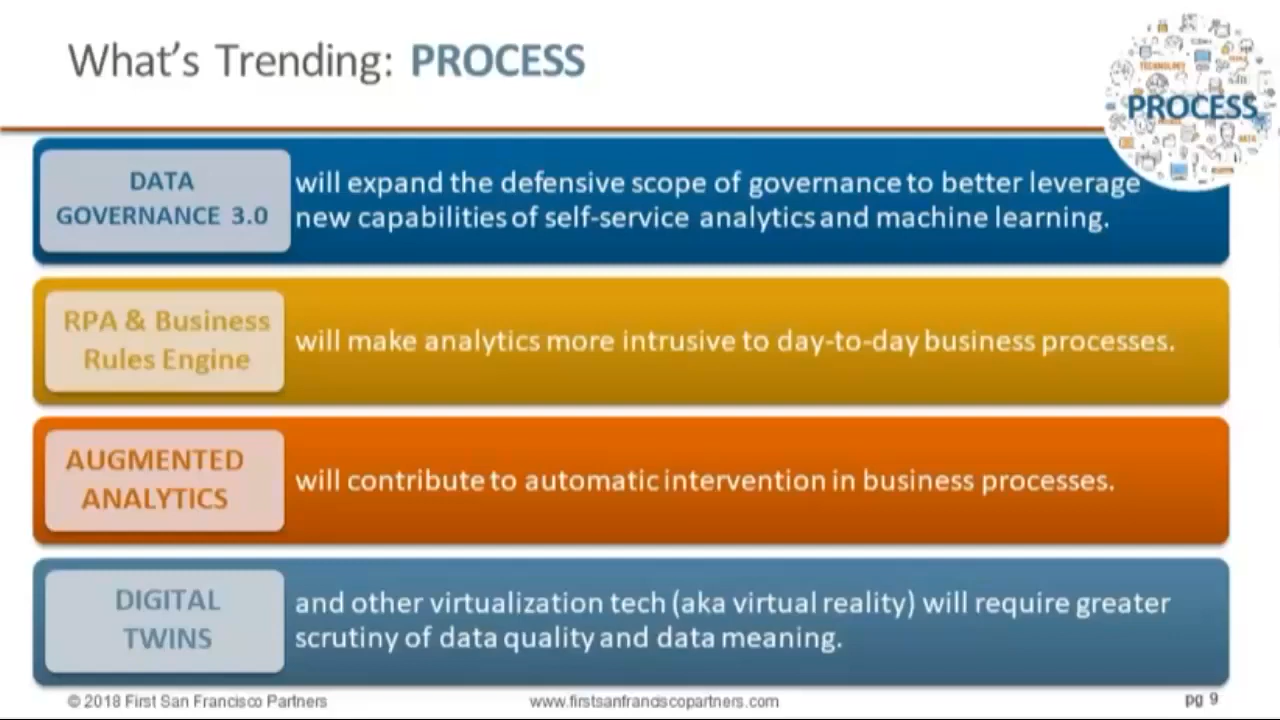 What's Trending: PROCESS
TECHNOLOGY
PROCESS
DATA
DATA
GOVERNANCE 3.0
will expand the defensive scope of governance to better leverage
new capabilities of self-service analytics and machine learning.
RPA & Business
Rules Engine
will make analytics more intrusive to day-to-day business processes.
AUGMENTED
ANALYTICS
will contribute to automatic intervention in business processes.
DIGITAL
TWINS
and other virtualization tech (aka virtual reality) will require greater
scrutiny of data quality and data meaning.
© 2018 First San Francisco Partners
www.firstsanfranciscopartners.com
pg 9